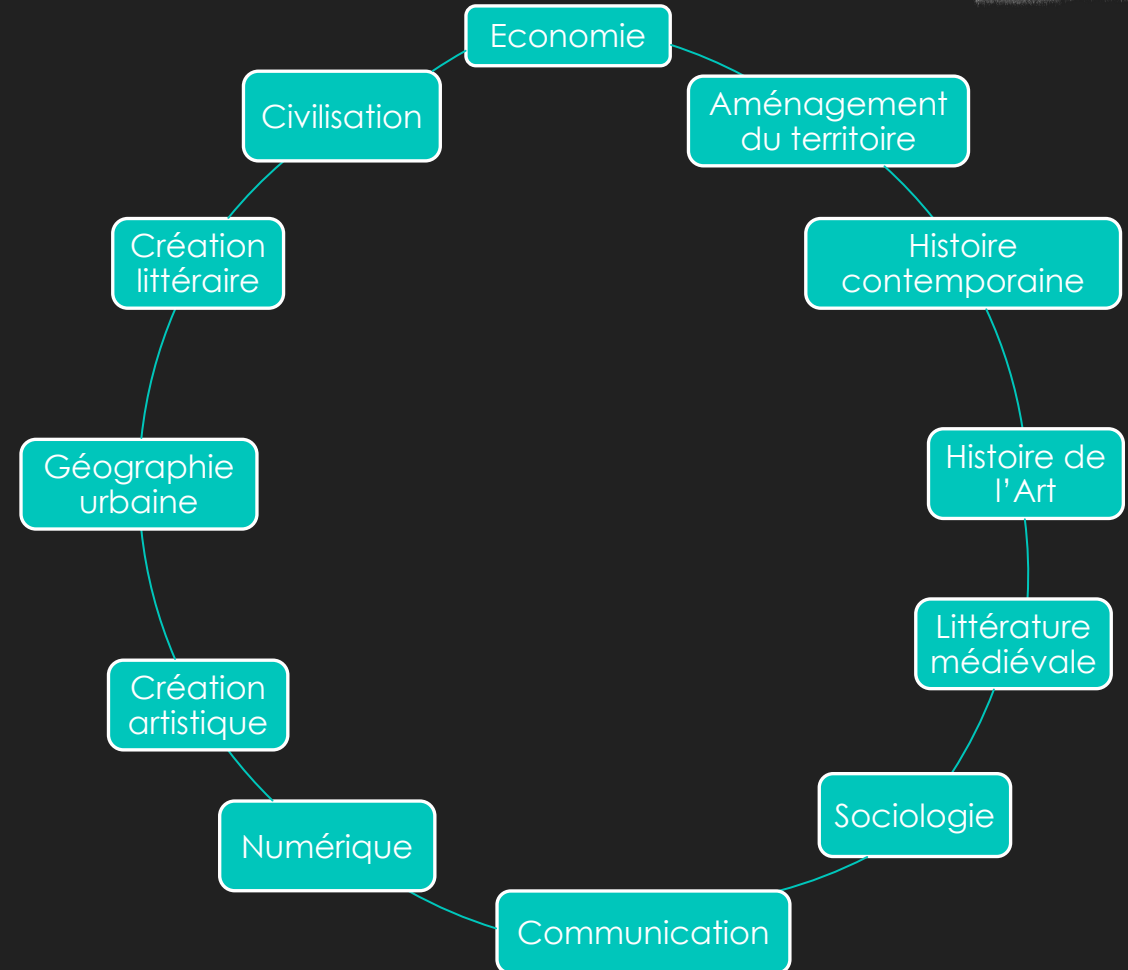 Economie
Aménagement
du territoire
Histoire
contemporaine
Histoire de
l’Art
Littérature
médiévale
Sociologie
Communication
Numérique
Création
artistique
Géographie
urbaine
Création
littéraire
Civilisation